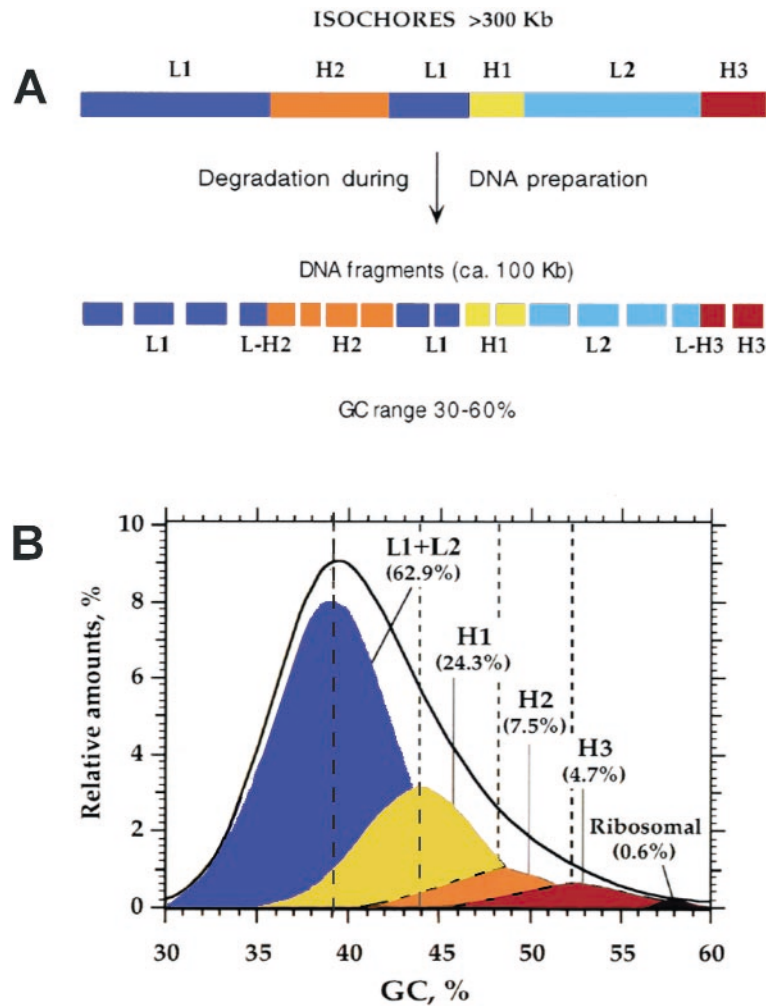 ISOCHORES >300 Kb
L1 H2 L1 H1 L2 H3
A
Degradation during DNA preparation
DNA fragments (ca. 100 Kb)
L1 L-H2 H2 L1 H1 L2 L-H3 H3
GC range 30-60%
B
10
8
6
4
2
0
Relative amounts, %
L1+L2
(62.9%)
H1
(24.3%)
H2
(7.5%)
H3
(4.7%)
Ribosomal
(0.6%)
30 35 40 45 50 55 60
GC, %